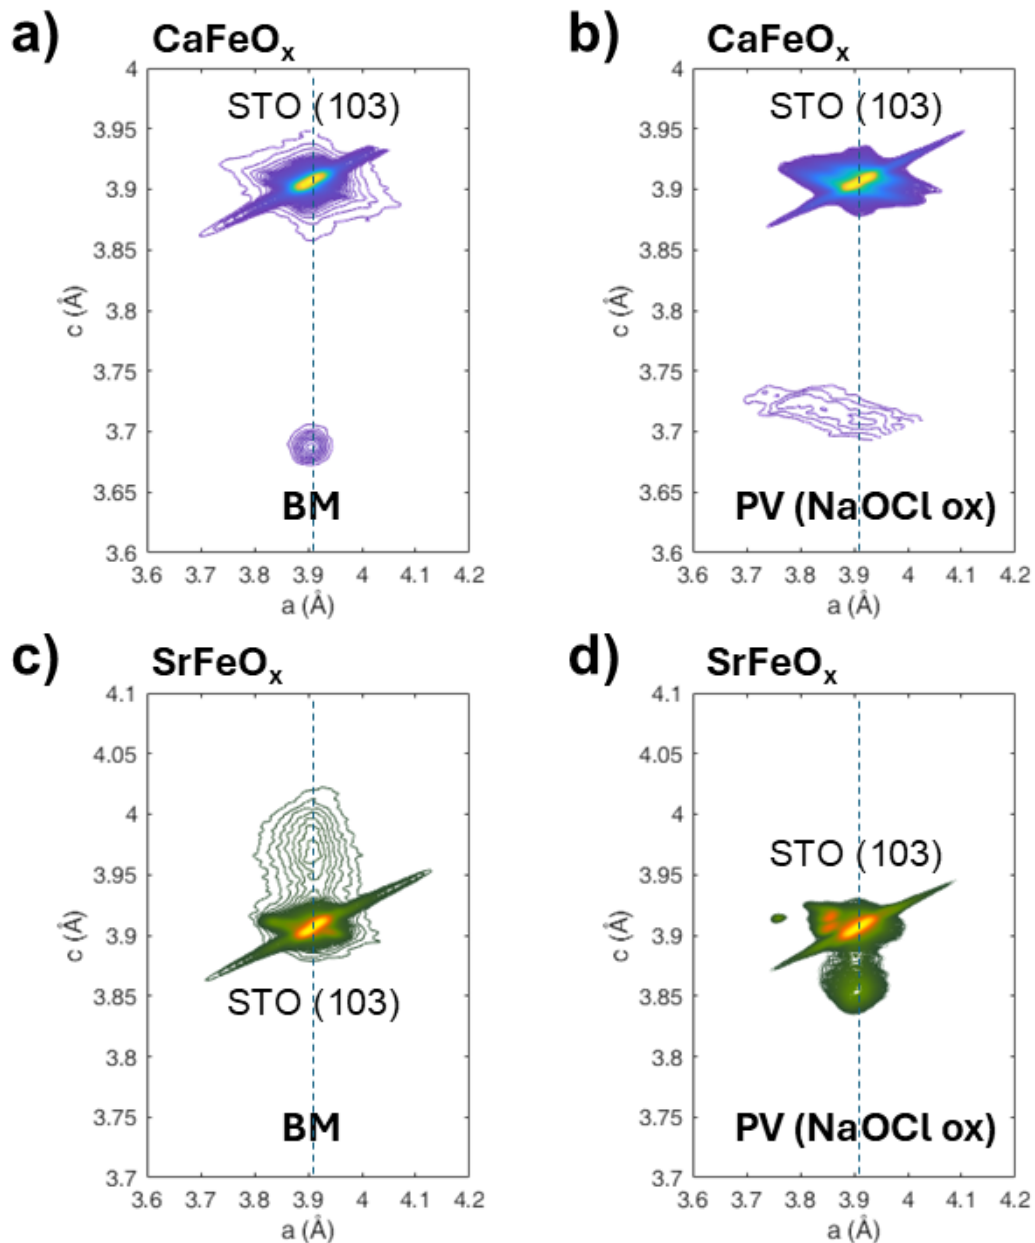 a) CaFeOₓ
4
STO (103)
3.95
3.9
3.85
3.8
3.75
3.7
3.65
3.6
c (Å)
BM
3.6 3.7 3.8 3.9 4 4.1 4.2
a (Å)
b) CaFeOₓ
4
STO (103)
3.95
3.9
3.85
3.8
3.75
3.7
3.65
3.6
c (Å)
PV (NaOCl ox)
3.6 3.7 3.8 3.9 4 4.1 4.2
a (Å)
c) SrFeOₓ
4.1
4.05
4
3.95
3.9
3.85
3.8
3.75
3.7
c (Å)
STO (103)
BM
3.6 3.7 3.8 3.9 4 4.1 4.2
a (Å)
d) SrFeOₓ
4.1
4.05
4
STO (103)
3.95
3.9
3.85
3.8
3.75
3.7
c (Å)
PV (NaOCl ox)
3.6 3.7 3.8 3.9 4 4.1 4.2
a (Å)